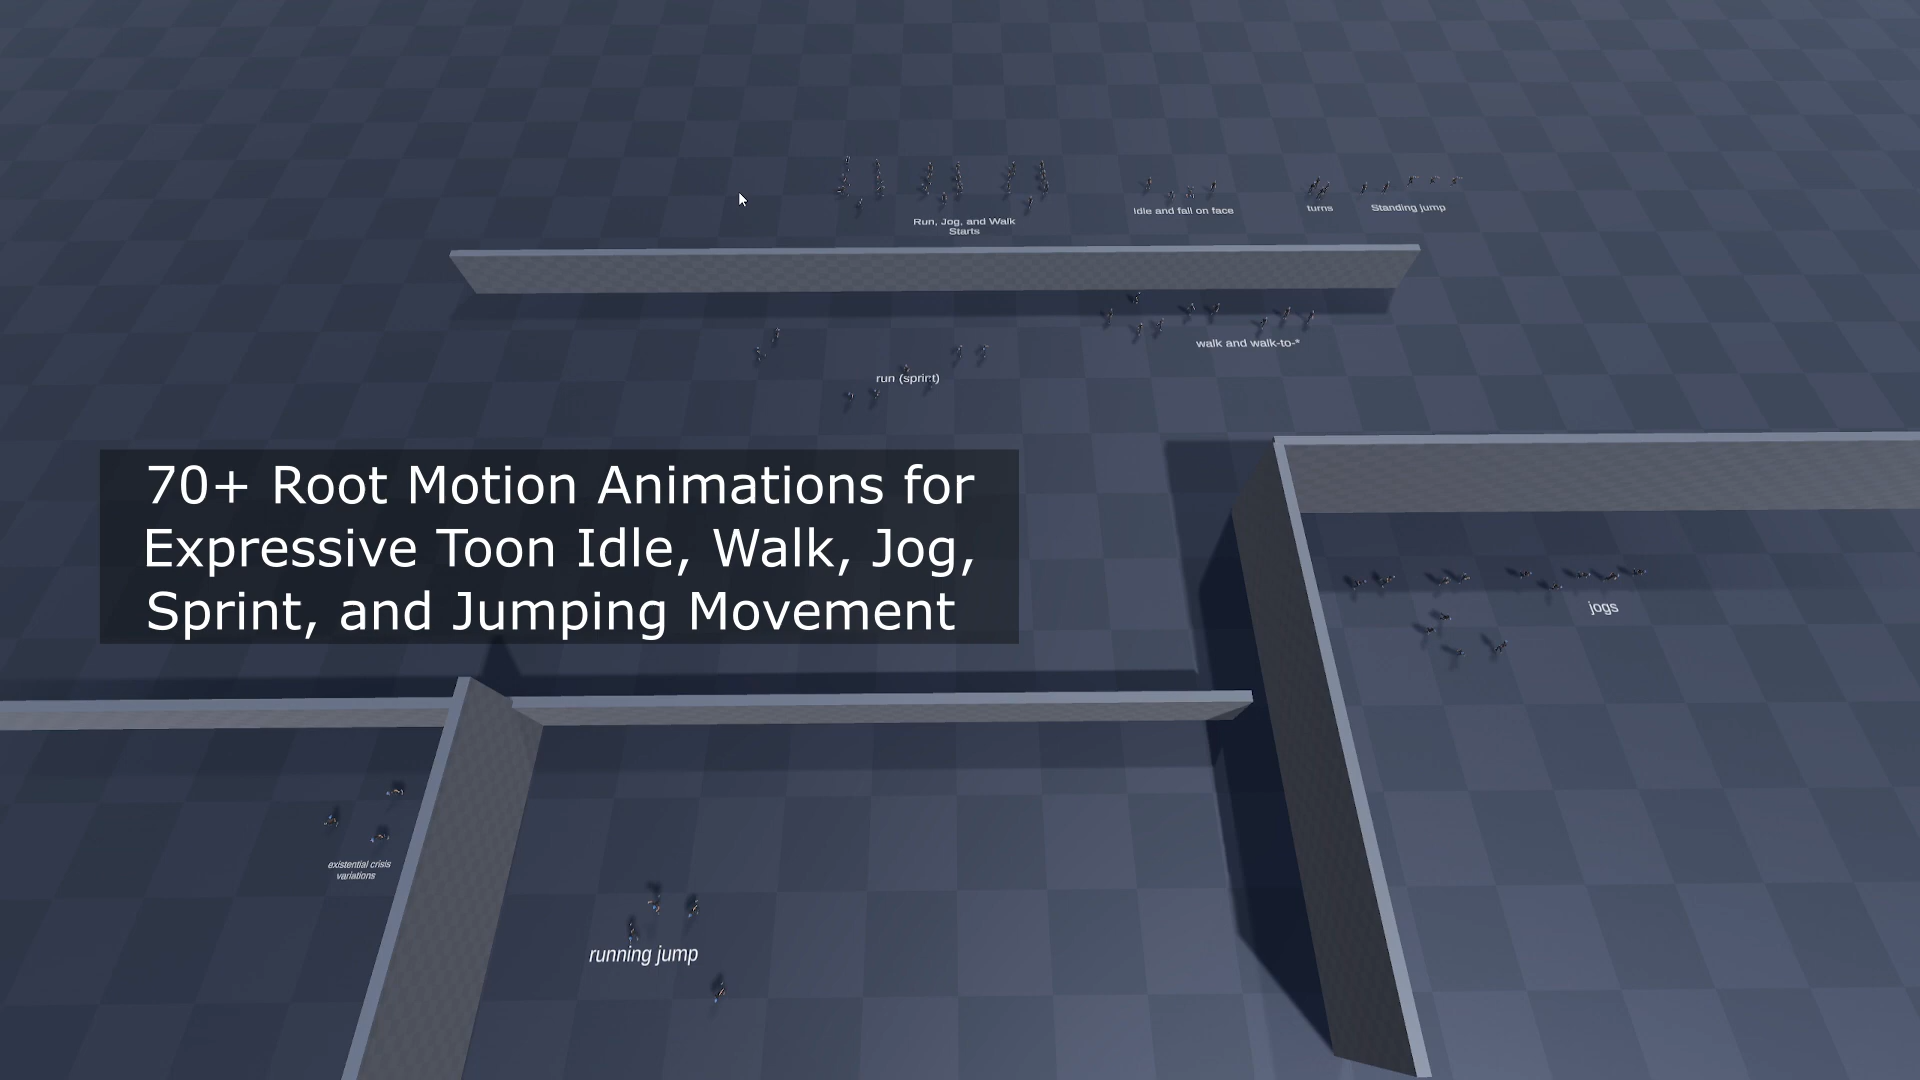 Run, Jog, and Walk
Starts
Idle and fall on face
turns
Standing jump
walk and walk-to-*
run (sprint)
70+ Root Motion Animations for
Expressive Toon Idle, Walk, Jog,
Sprint, and Jumping Movement
jogs
existential crisis
variations
running jump